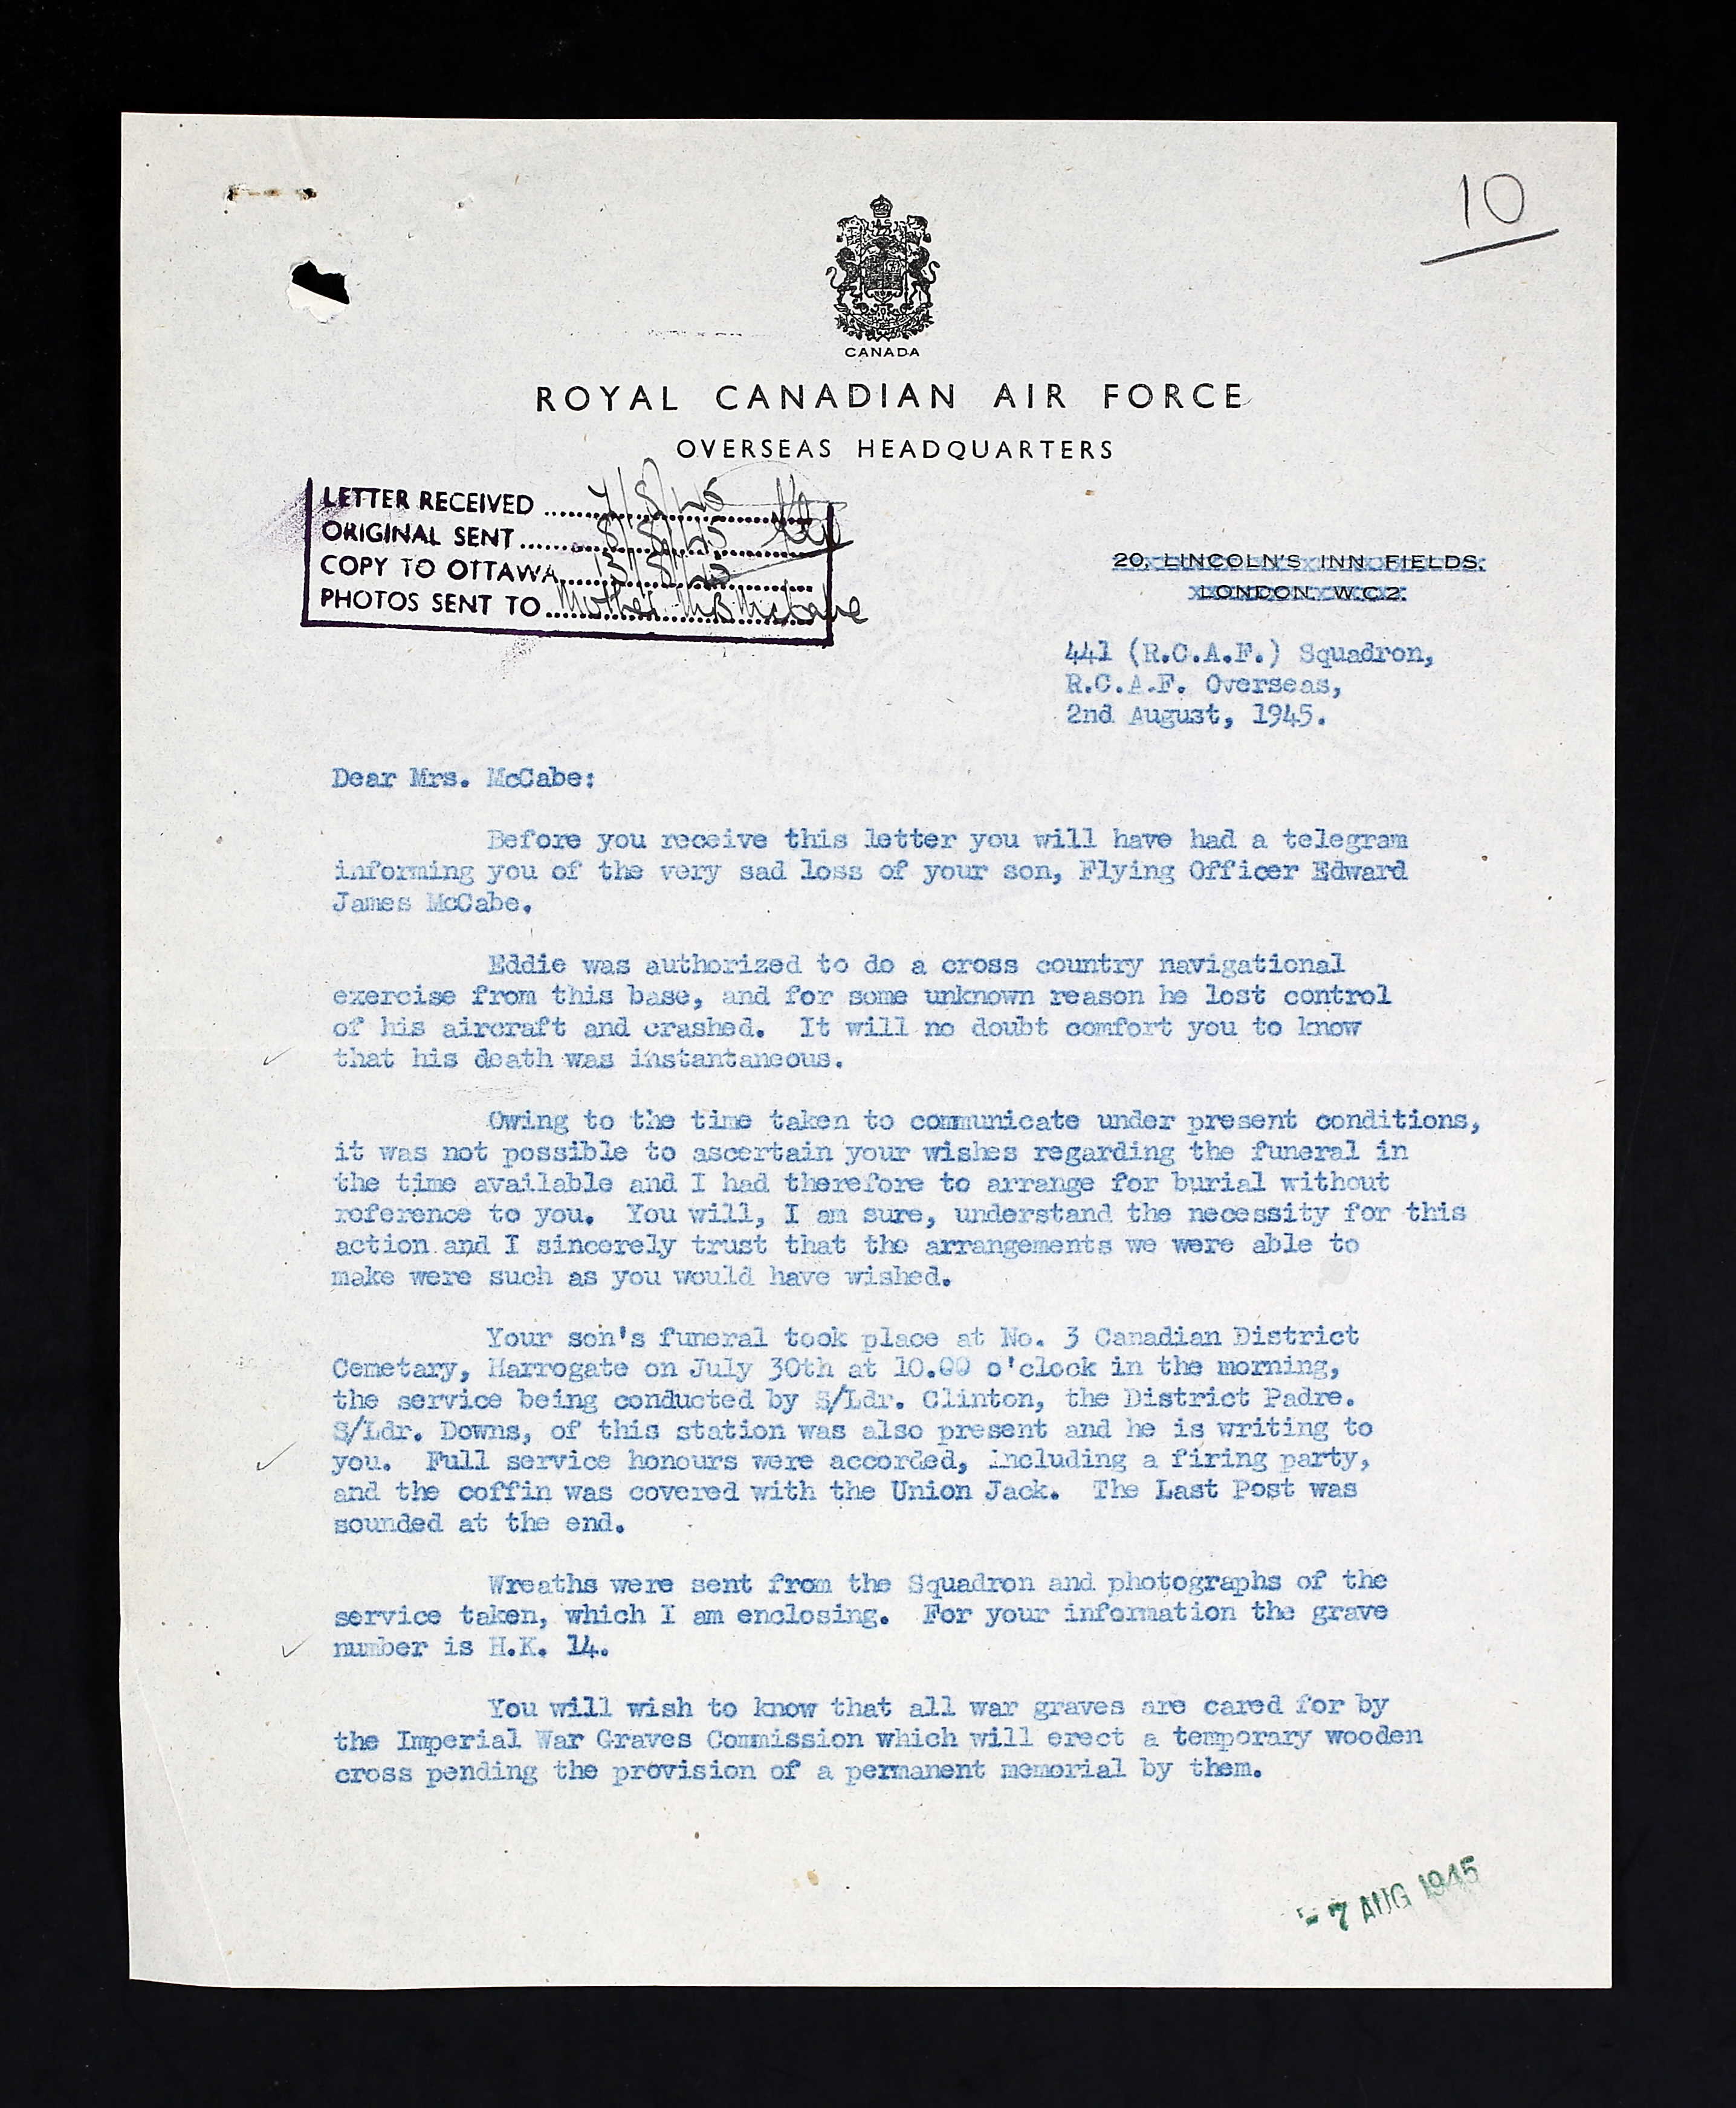 10
CANADA
ROYAL CANADIAN AIR FORCE
OVERSEAS HEADQUARTERS
LETTER RECEIVED 7/8/45
ORIGINAL SENT 8/8/45
COPY TO OTTAWA 13/8/45
PHOTOS SENT TO Mother Mrs McCabe
20, LINCOLN'S INN FIELDS.
LONDON. W.C.2.
441 (R.C.A.F.) Squadron,
R.C.A.F. Overseas,
2nd August, 1945.
Dear Mrs. McCabe:
Before you receive this letter you will have had a telegram
informing you of the very sad loss of your son, Flying Officer Edward
James McCabe.
Eddie was authorized to do a cross country navigational
exercise from this base, and for some unknown reason he lost control
of his aircraft and crashed. It will no doubt comfort you to know
that his death was instantaneous.
Owing to the time taken to communicate under present conditions,
it was not possible to ascertain your wishes regarding the funeral in
the time available and I had therefore to arrange for burial without
reference to you. You will, I am sure, understand the necessity for this
action and I sincerely trust that the arrangements we were able to
make were such as you would have wished.
Your son's funeral took place at No. 3 Canadian District
Cemetary, Harrogate on July 30th at 10.00 o'clock in the morning,
the service being conducted by S/Ldr. Clinton, the District Padre.
S/Ldr. Downs, of this station was also present and he is writing to
you. Full service honours were accorded, including a firing party,
and the coffin was covered with the Union Jack. The Last Post was
sounded at the end.
Wreaths were sent from the Squadron and photographs of the
service taken, which I am enclosing. For your information the grave
number is H.K. 14.
You will wish to know that all war graves are cared for by
the Imperial War Graves Commission which will erect a temporary wooden
cross pending the provision of a permanent memorial by them.
- 7 AUG 1945